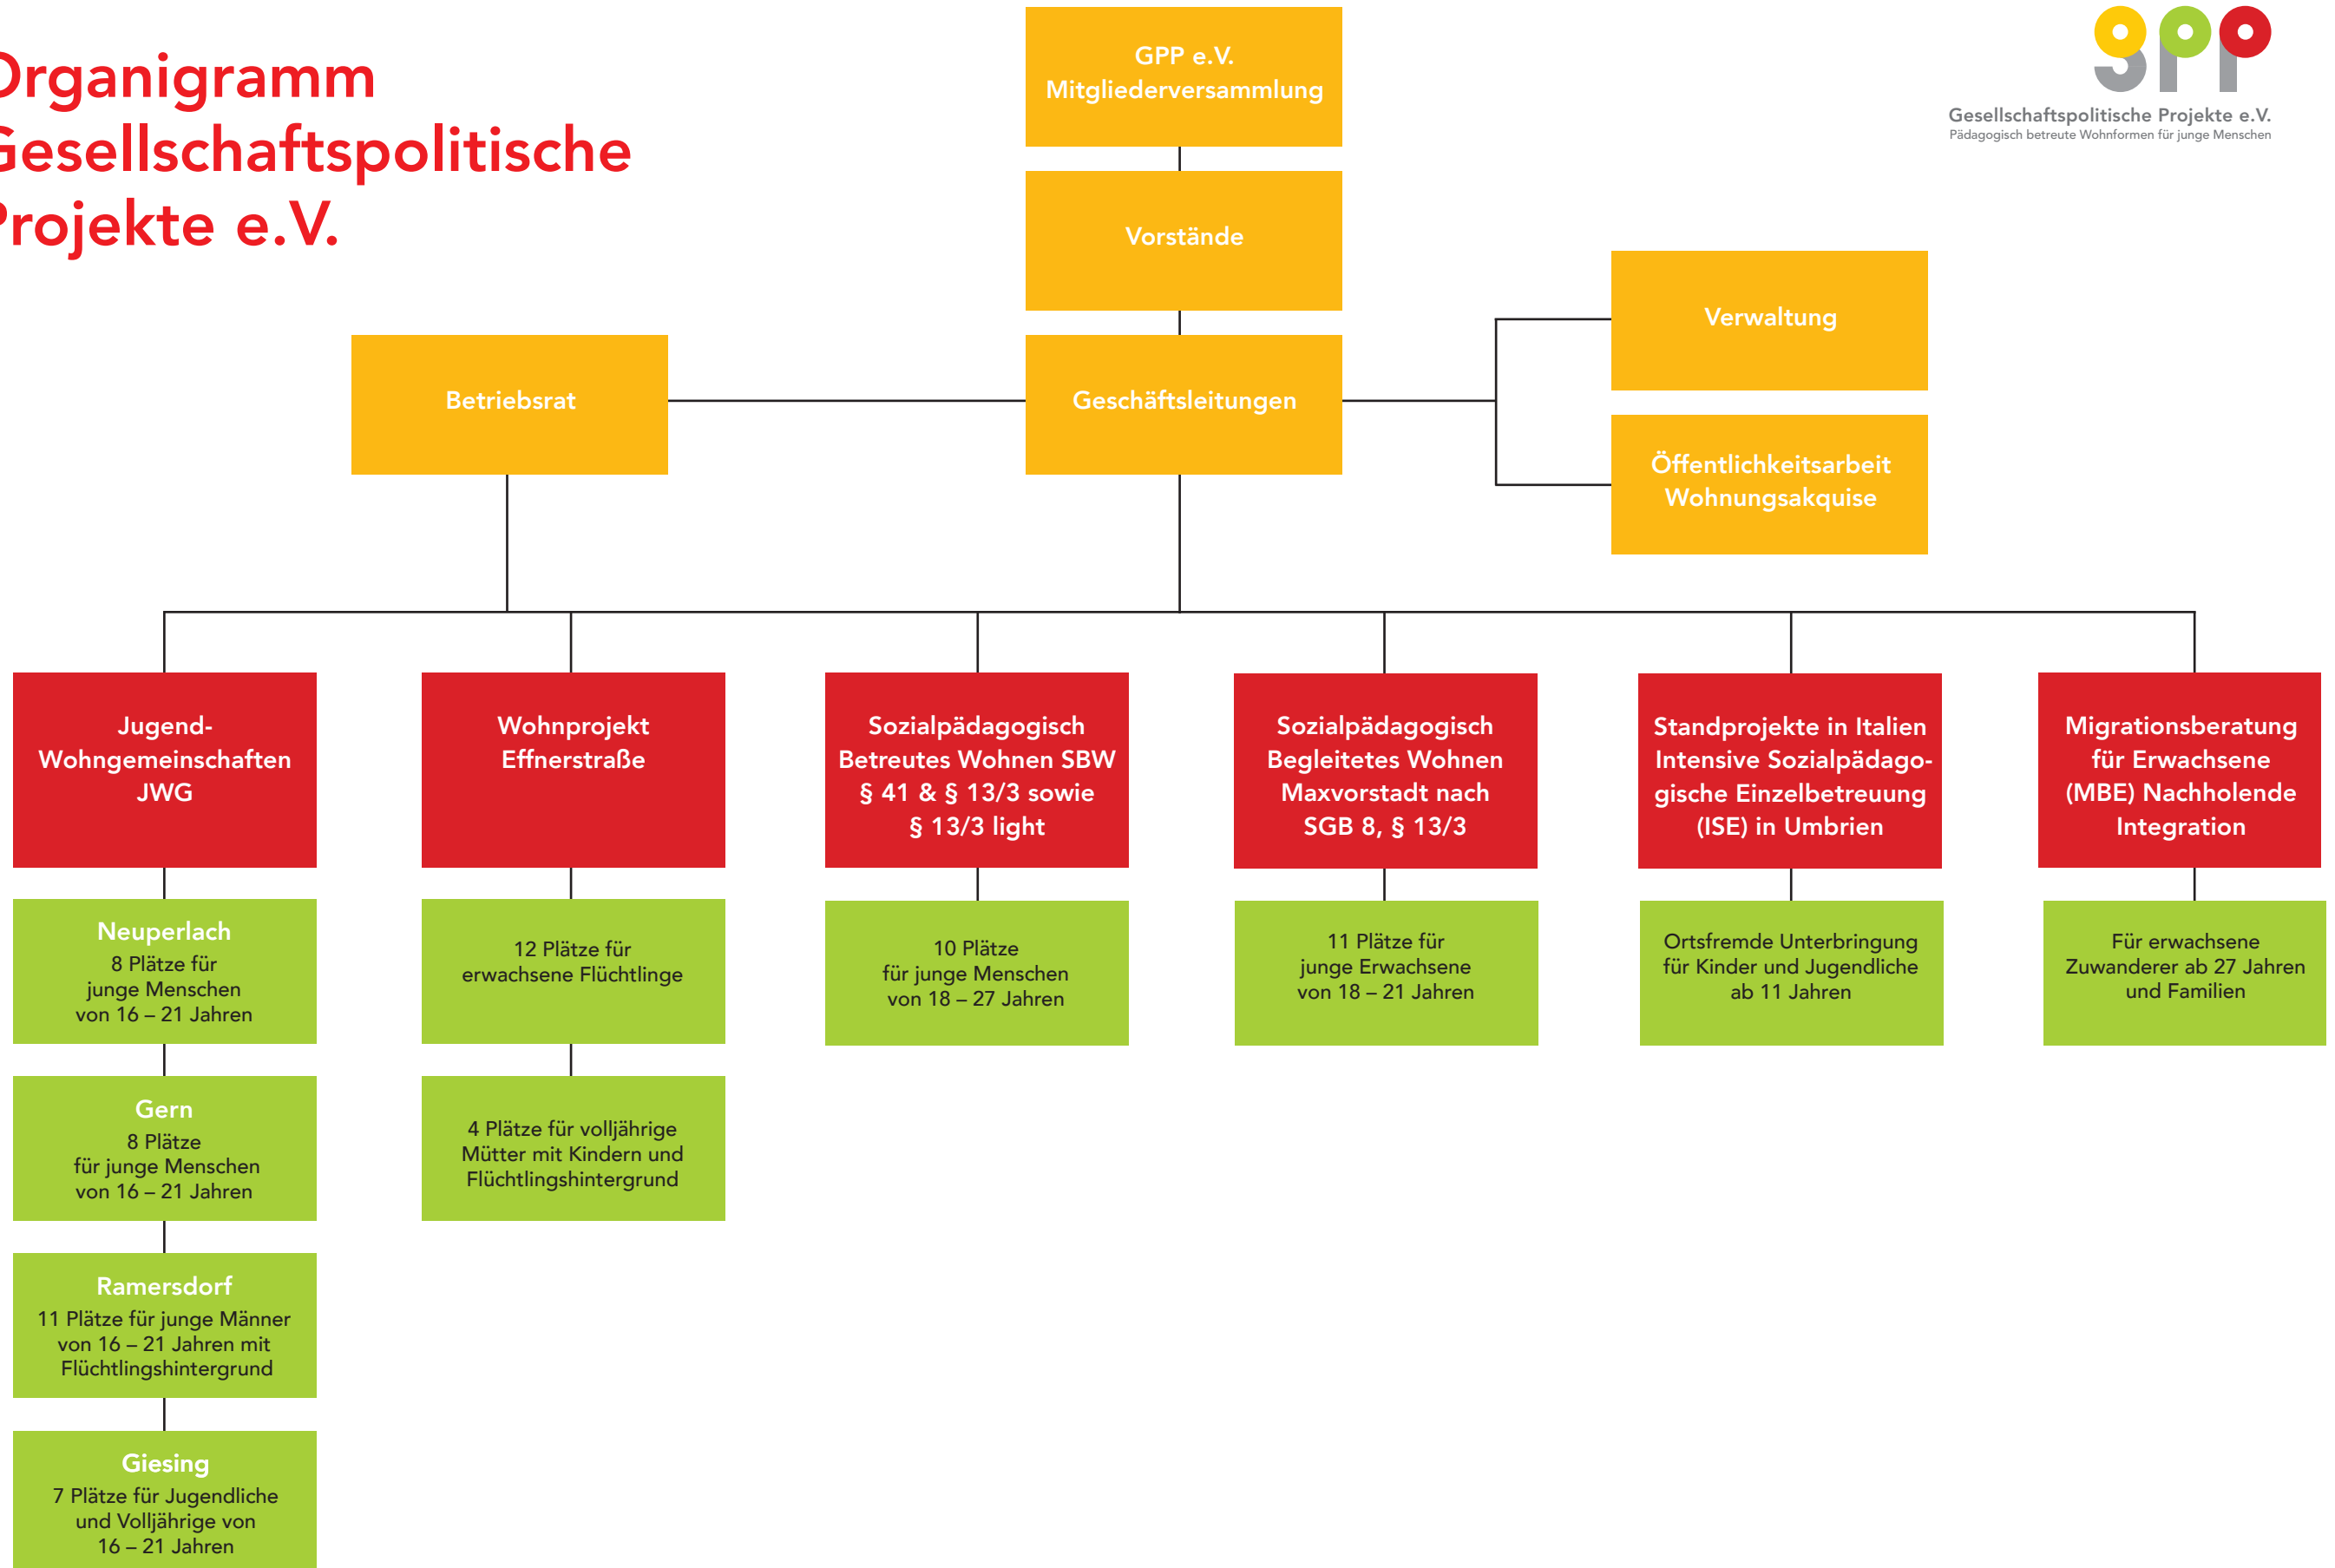 Organigramm
Gesellschaftspolitische
Projekte e.V.
gpp
Gesellschaftspolitische Projekte e.V.
Pädagogisch betreute Wohnformen für junge Menschen
GPP e.V.
Mitgliederversammlung
Vorstände
Betriebsrat
Geschäftsleitungen
Verwaltung
Öffentlichkeitsarbeit
Wohnungsakquise
Jugend-
Wohngemeinschaften
JWG
Neuperlach
8 Plätze für
junge Menschen
von 16 – 21 Jahren
Gern
8 Plätze
für junge Menschen
von 16 – 21 Jahren
Ramersdorf
11 Plätze für junge Männer
von 16 – 21 Jahren mit
Flüchtlingshintergrund
Giesing
7 Plätze für Jugendliche
und Volljährige von
16 – 21 Jahren
Wohnprojekt
Effnerstraße
12 Plätze für
erwachsene Flüchtlinge
4 Plätze für volljährige
Mütter mit Kindern und
Flüchtlingshintergrund
Sozialpädagogisch
Betreutes Wohnen SBW
§ 41 & § 13/3 sowie
§ 13/3 light
10 Plätze
für junge Menschen
von 18 – 27 Jahren
Sozialpädagogisch
Begleitetes Wohnen
Maxvorstadt nach
SGB 8, § 13/3
11 Plätze für
junge Erwachsene
von 18 – 21 Jahren
Standprojekte in Italien
Intensive Sozialpädago-
gische Einzelbetreuung
(ISE) in Umbrien
Ortsfremde Unterbringung
für Kinder und Jugendliche
ab 11 Jahren
Migrationsberatung
für Erwachsene
(MBE) Nachholende
Integration
Für erwachsene
Zuwanderer ab 27 Jahren
und Familien